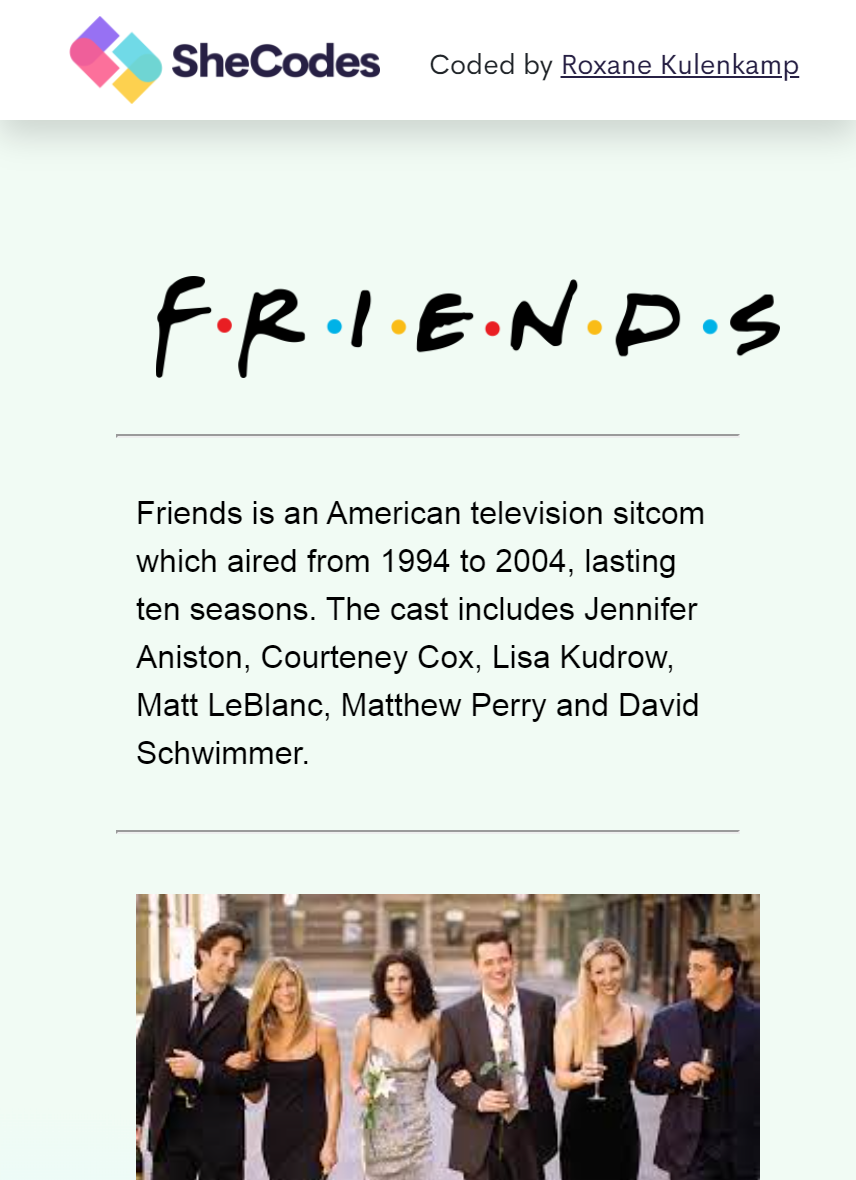 SheCodes
Coded by Roxane Kulenkamp
F•R•I•E•N•D•S
Friends is an American television sitcom
which aired from 1994 to 2004, lasting
ten seasons. The cast includes Jennifer
Aniston, Courteney Cox, Lisa Kudrow,
Matt LeBlanc, Matthew Perry and David
Schwimmer.